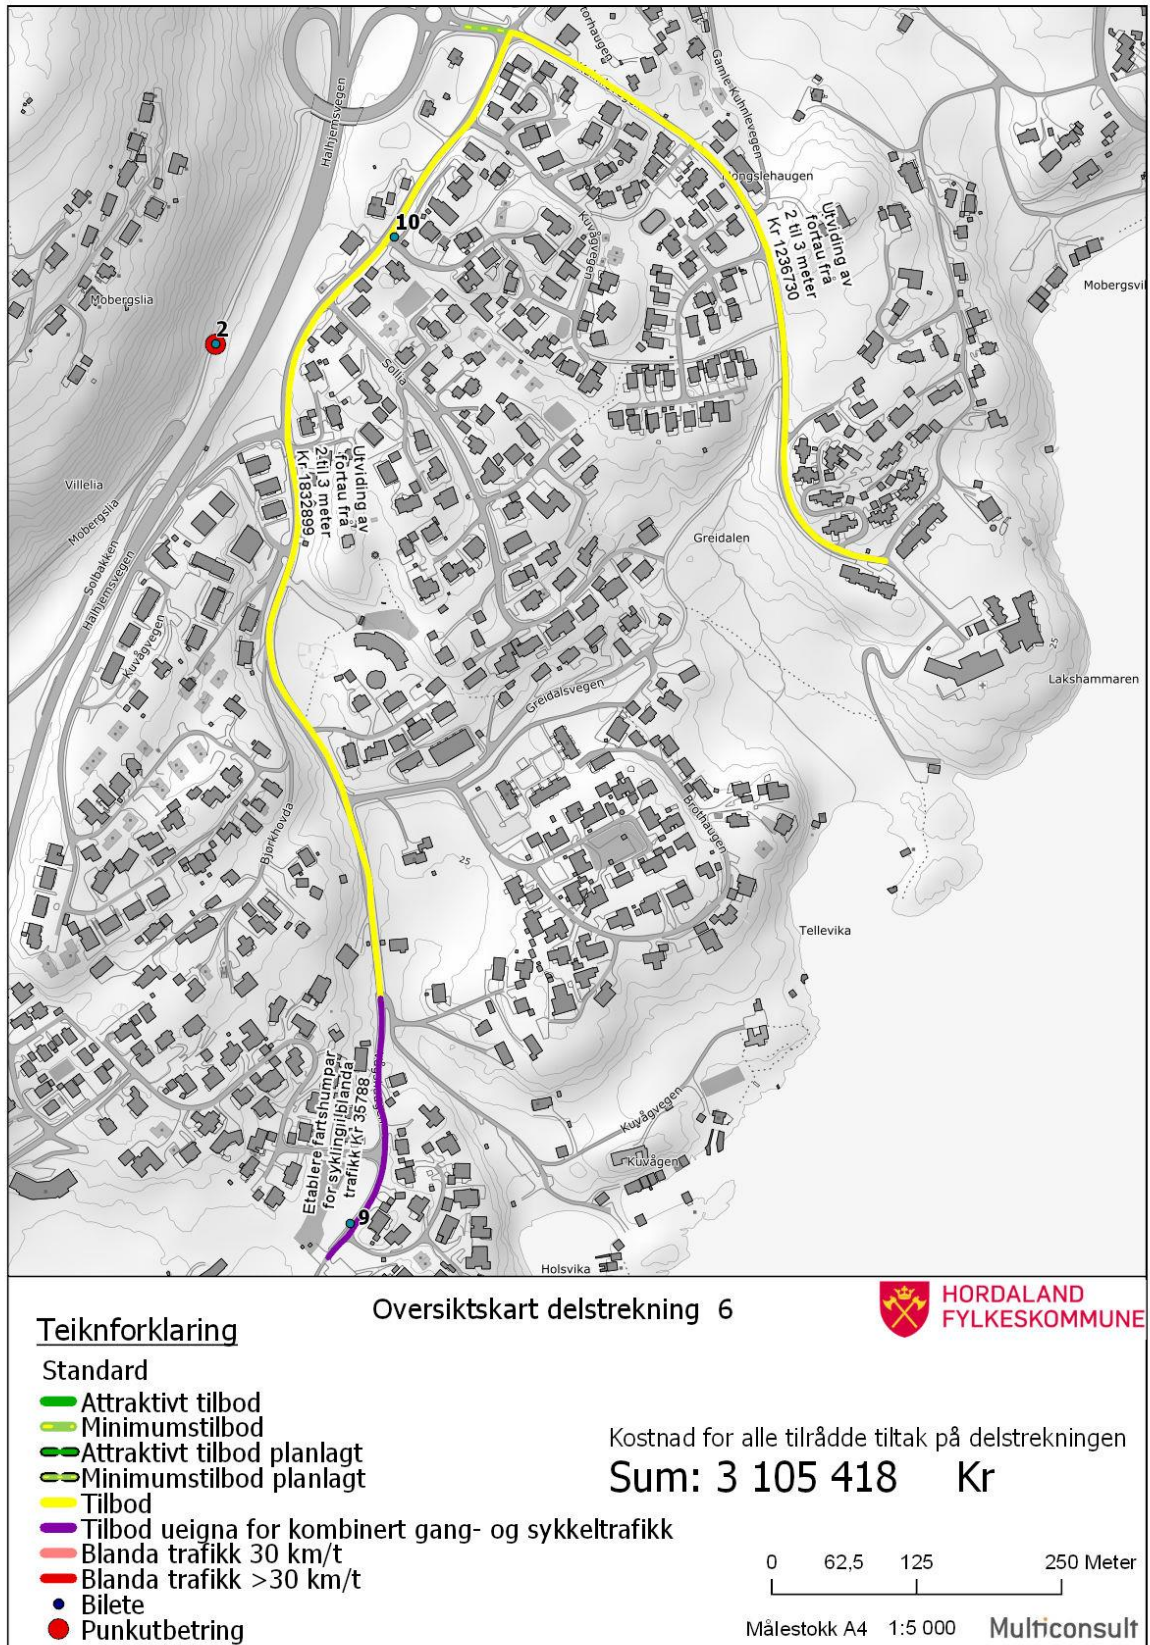 Hålhjemsvegen
Gamle Kuhnlevegen
Kongslehaugen
10
Kuvågvegen
Utviding av
fortau frå
2 til 3 meter
Kr 1236730
Mobergslia
2
Sollia
Utviding av
fortau frå
2 til 3 meter
Kr 1832899
Villelia
Mobergslia
Solbakken
Hålhjemsvegen
Greidalen
Kuvågvegen
25
Lakshammaren
Greidalsvegen
Brothaugen
Bjørkhovda
25
Tellevika
Etablere fartshumpar
for sykling i blanda
trafikk Kr 35788
Kuvågvegen
Kuvågen
9
Holsvika
Oversiktskart delstrekning 6
HORDALAND
FYLKESKOMMUNE
Teiknforklaring
Standard
Attraktivt tilbod
Minimumstilbod
Attraktivt tilbod planlagt
Minimumstilbod planlagt
Tilbod
Tilbod ueigna for kombinert gang- og sykkeltrafikk
Blanda trafikk 30 km/t
Blanda trafikk >30 km/t
Bilete
Punkutbetring
Kostnad for alle tilrådde tiltak på delstrekningen
Sum: 3 105 418 Kr
0 62,5 125 250 Meter
Målestokk A4 1:5 000
Multiconsult